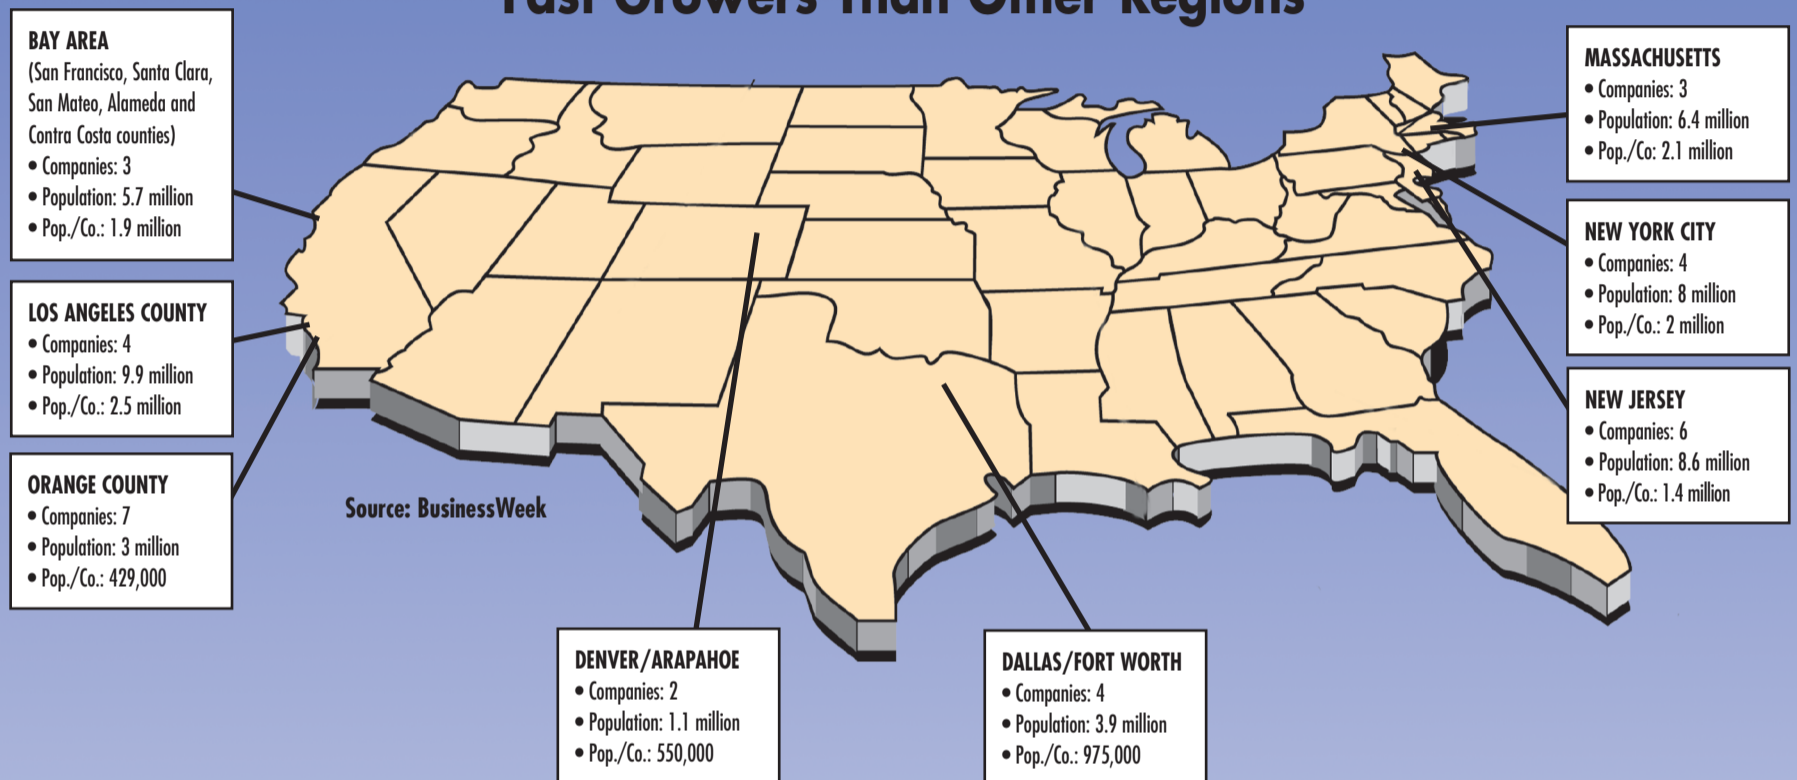 Fast Growers Than Other Regions
BAY AREA
(San Francisco, Santa Clara,
San Mateo, Alameda and
Contra Costa counties)
• Companies: 3
• Population: 5.7 million
• Pop./Co.: 1.9 million
LOS ANGELES COUNTY
• Companies: 4
• Population: 9.9 million
• Pop./Co.: 2.5 million
ORANGE COUNTY
• Companies: 7
• Population: 3 million
• Pop./Co.: 429,000
Source: BusinessWeek
DENVER/ARAPAHOE
• Companies: 2
• Population: 1.1 million
• Pop./Co.: 550,000
DALLAS/FORT WORTH
• Companies: 4
• Population: 3.9 million
• Pop./Co.: 975,000
MASSACHUSETTS
• Companies: 3
• Population: 6.4 million
• Pop./Co: 2.1 million
NEW YORK CITY
• Companies: 4
• Population: 8 million
• Pop./Co.: 2 million
NEW JERSEY
• Companies: 6
• Population: 8.6 million
• Pop./Co.: 1.4 million